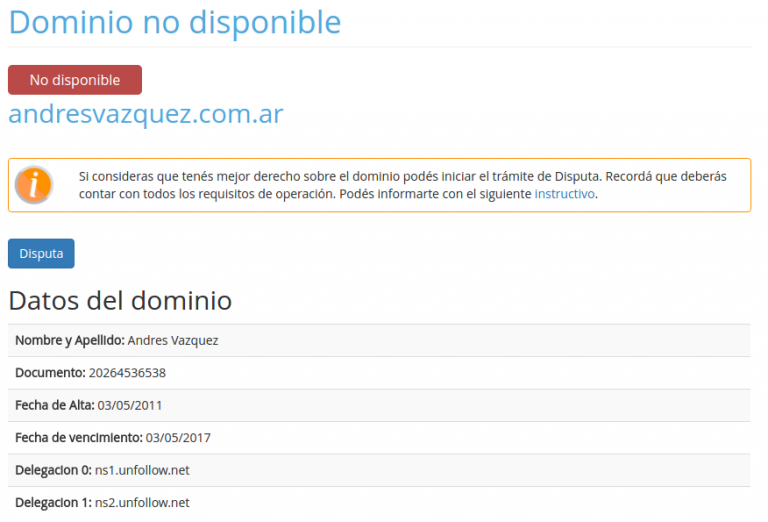 Dominio no disponible
No disponible
andresvazquez.com.ar
Si consideras que tenés mejor derecho sobre el dominio podés iniciar el trámite de Disputa. Recordá que deberás
contar con todos los requisitos de operación. Podés informarte con el siguiente instructivo.
Disputa
Datos del dominio
Nombre y Apellido: Andres Vazquez
Documento: 20264536538
Fecha de Alta: 03/05/2011
Fecha de vencimiento: 03/05/2017
Delegacion 0: ns1.unfollow.net
Delegacion 1: ns2.unfollow.net